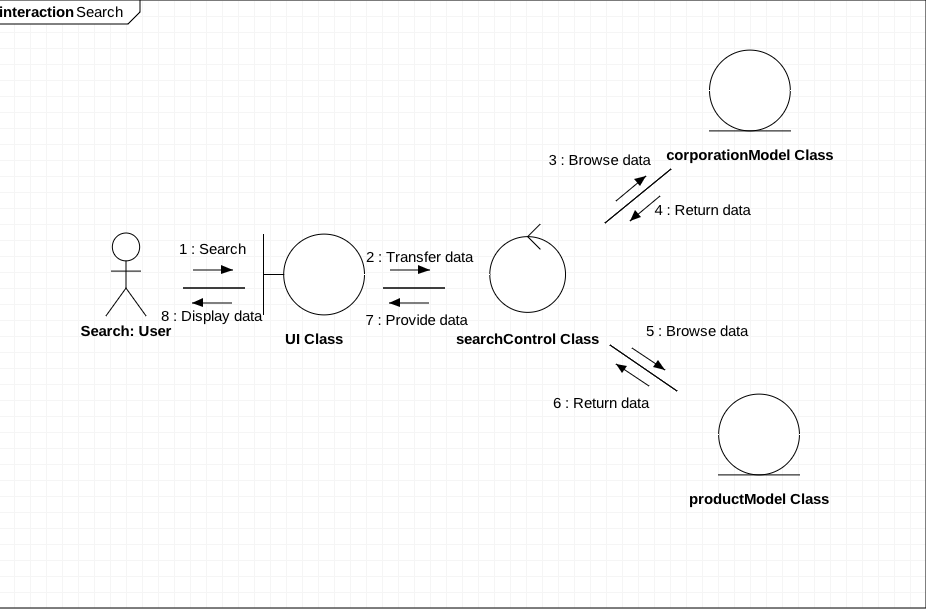 interaction Search
corporationModel Class
3 : Browse data
4 : Return data
1 : Search
2 : Transfer data
8 : Display data
7 : Provide data
Search: User
UI Class
searchControl Class
5 : Browse data
6 : Return data
productModel Class